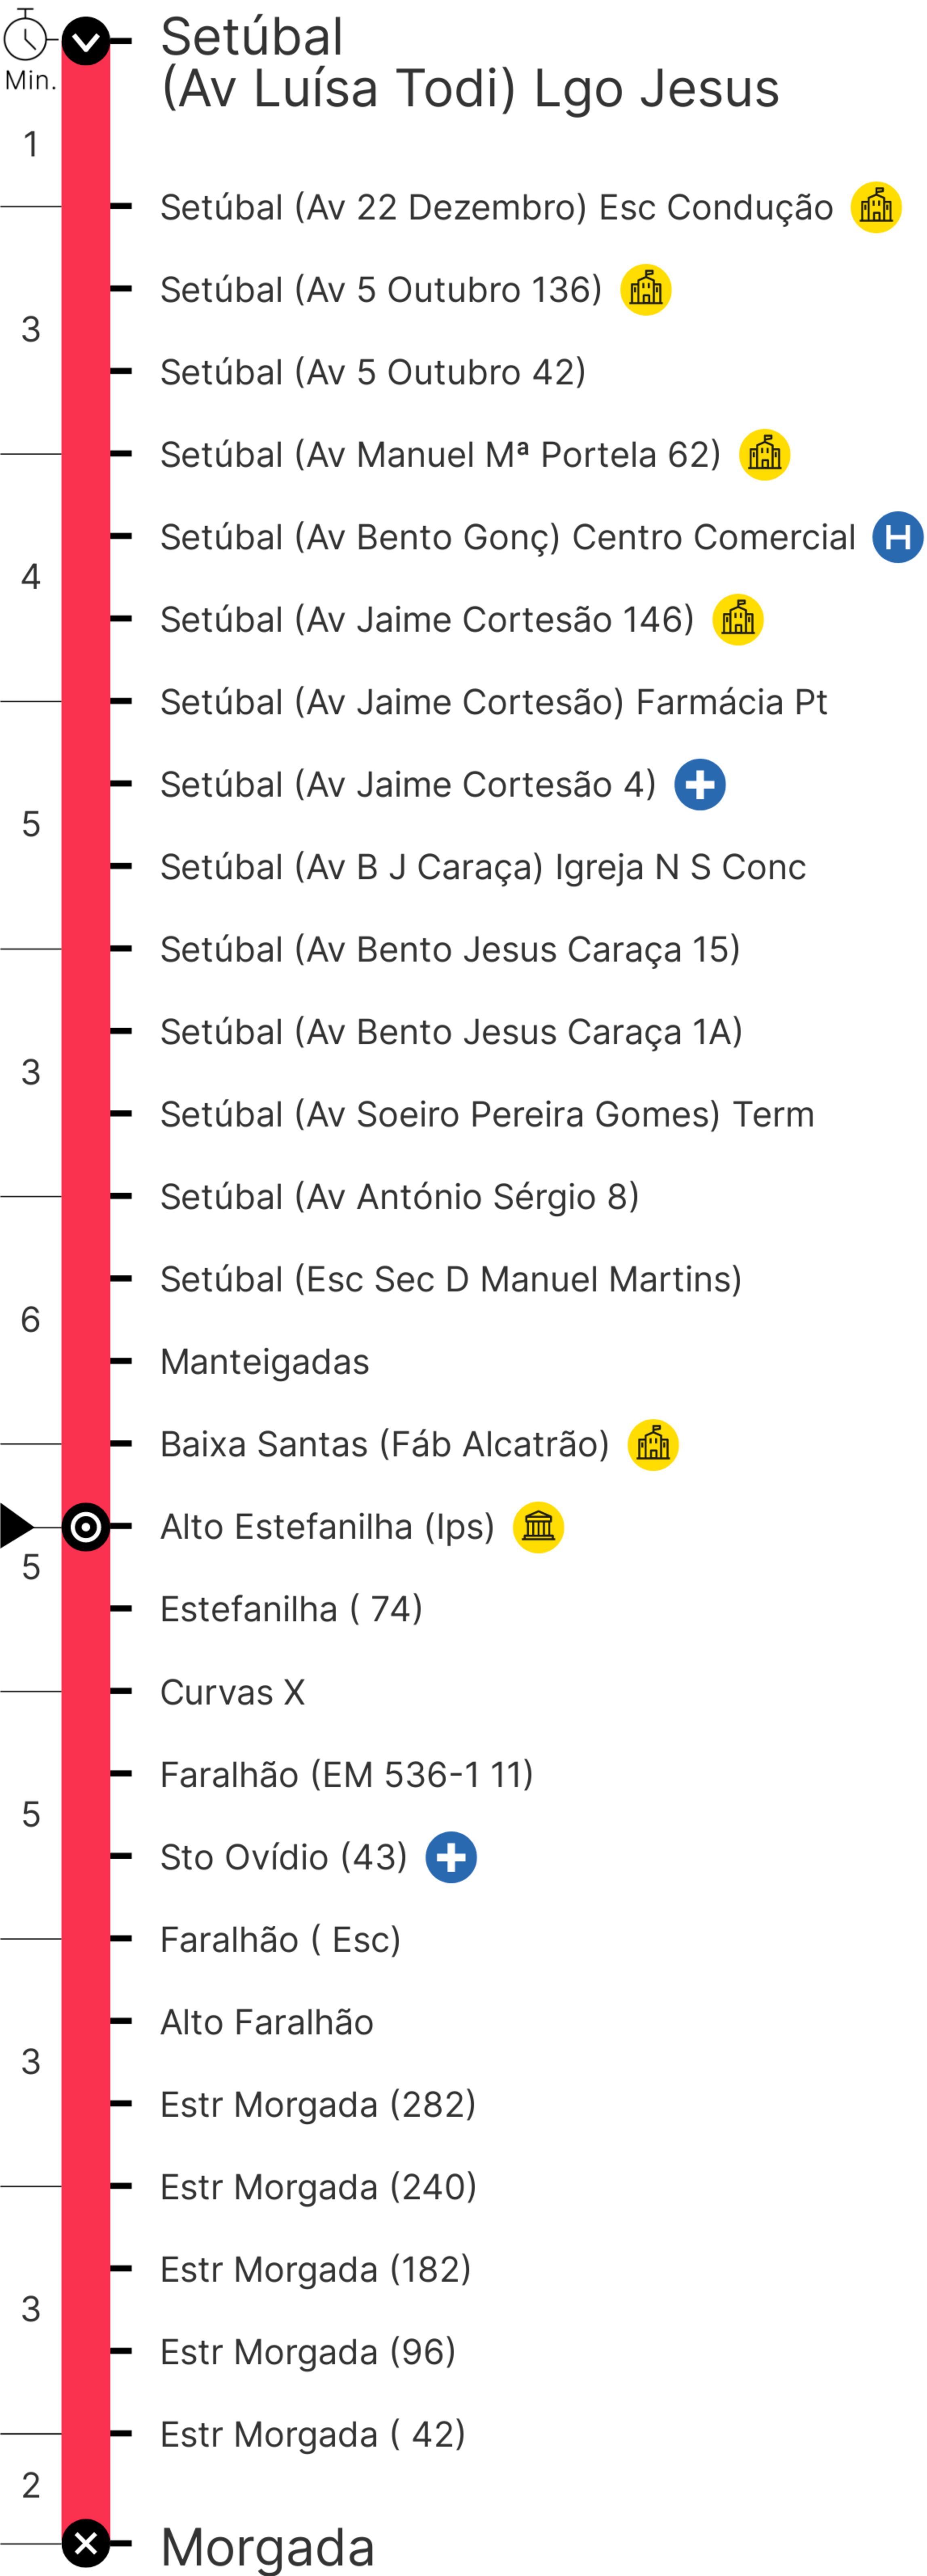 Setúbal
(Av Luísa Todi) Lgo Jesus
Min.
1
Setúbal (Av 22 Dezembro) Esc Condução
Setúbal (Av 5 Outubro 136)
3
Setúbal (Av 5 Outubro 42)
Setúbal (Av Manuel Mª Portela 62)
Setúbal (Av Bento Gonç) Centro Comercial H
4
Setúbal (Av Jaime Cortesão 146)
Setúbal (Av Jaime Cortesão) Farmácia Pt
Setúbal (Av Jaime Cortesão 4)
5
Setúbal (Av B J Caraça) Igreja N S Conc
Setúbal (Av Bento Jesus Caraça 15)
Setúbal (Av Bento Jesus Caraça 1A)
3
Setúbal (Av Soeiro Pereira Gomes) Term
Setúbal (Av António Sérgio 8)
Setúbal (Esc Sec D Manuel Martins)
6
Manteigadas
Baixa Santas (Fáb Alcatrão)
Alto Estefanilha (Ips)
5
Estefanilha ( 74)
Curvas X
Faralhão (EM 536-1 11)
5
Sto Ovídio (43)
Faralhão ( Esc)
Alto Faralhão
3
Estr Morgada (282)
Estr Morgada (240)
Estr Morgada (182)
3
Estr Morgada (96)
Estr Morgada ( 42)
2
Morgada